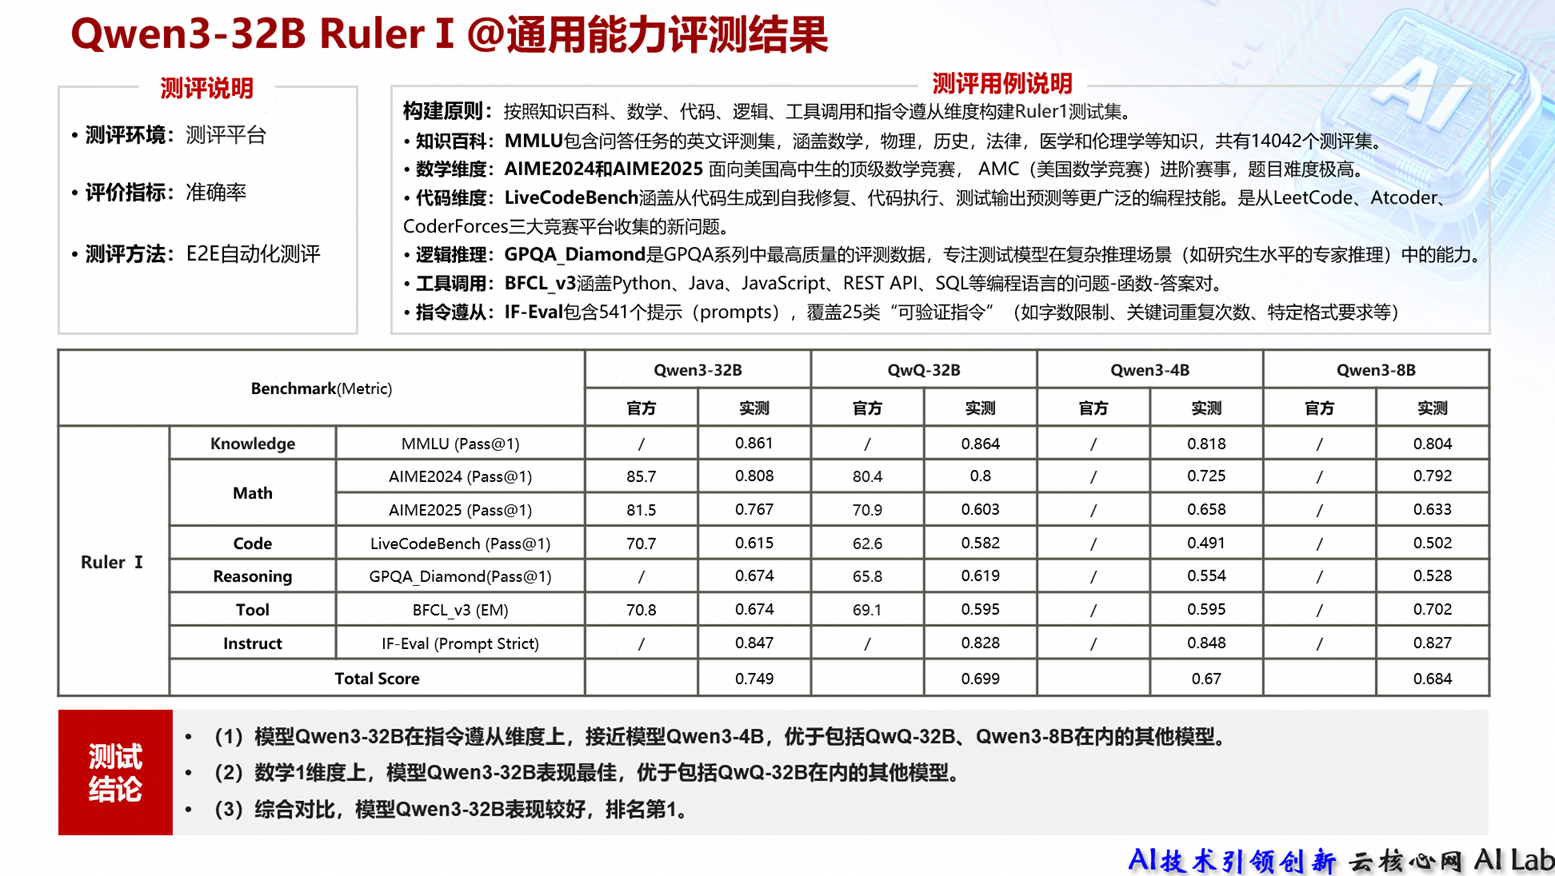 Qwen3-32B Ruler Ⅰ @通用能力评测结果
测评说明
• 测评环境：测评平台
• 评价指标：准确率
• 测评方法：E2E自动化测评
测评用例说明
构建原则：按照知识百科、数学、代码、逻辑、工具调用和指令遵从维度构建Ruler1测试集。
• 知识百科：MMLU包含问答任务的英文评测集，涵盖数学，物理，历史，法律，医学和伦理学等知识，共有14042个测评集。
• 数学维度：AIME2024和AIME2025 面向美国高中生的顶级数学竞赛， AMC（美国数学竞赛）进阶赛事，题目难度极高。
• 代码维度：LiveCodeBench涵盖从代码生成到自我修复、代码执行、测试输出预测等更广泛的编程技能。是从LeetCode、Atcoder、
CoderForces三大竞赛平台收集的新问题。
• 逻辑推理：GPQA_Diamond是GPQA系列中最高质量的评测数据，专注测试模型在复杂推理场景（如研究生水平的专家推理）中的能力。
• 工具调用：BFCL_v3涵盖Python、Java、JavaScript、REST API、SQL等编程语言的问题-函数-答案对。
• 指令遵从：IF-Eval包含541个提示（prompts），覆盖25类“可验证指令”（如字数限制、关键词重复次数、特定格式要求等）
AI
Benchmark(Metric) Qwen3-32B QwQ-32B Qwen3-4B Qwen3-8B
官方 实测 官方 实测 官方 实测 官方 实测
Ruler Ⅰ
Knowledge MMLU (Pass@1) / 0.861 / 0.864 / 0.818 / 0.804
Math AIME2024 (Pass@1) 85.7 0.808 80.4 0.8 / 0.725 / 0.792
AIME2025 (Pass@1) 81.5 0.767 70.9 0.603 / 0.658 / 0.633
Code LiveCodeBench (Pass@1) 70.7 0.615 62.6 0.582 / 0.491 / 0.502
Reasoning GPQA_Diamond(Pass@1) / 0.674 65.8 0.619 / 0.554 / 0.528
Tool BFCL_v3 (EM) 70.8 0.674 69.1 0.595 / 0.595 / 0.702
Instruct IF-Eval (Prompt Strict) / 0.847 / 0.828 / 0.848 / 0.827
Total Score 0.749 0.699 0.67 0.684
测试
结论
• （1）模型Qwen3-32B在指令遵从维度上，接近模型Qwen3-4B，优于包括QwQ-32B、Qwen3-8B在内的其他模型。
• （2）数学1维度上，模型Qwen3-32B表现最佳，优于包括QwQ-32B在内的其他模型。
• （3）综合对比，模型Qwen3-32B表现较好，排名第1。
AI技术引领创新 云核心网 AI Lab